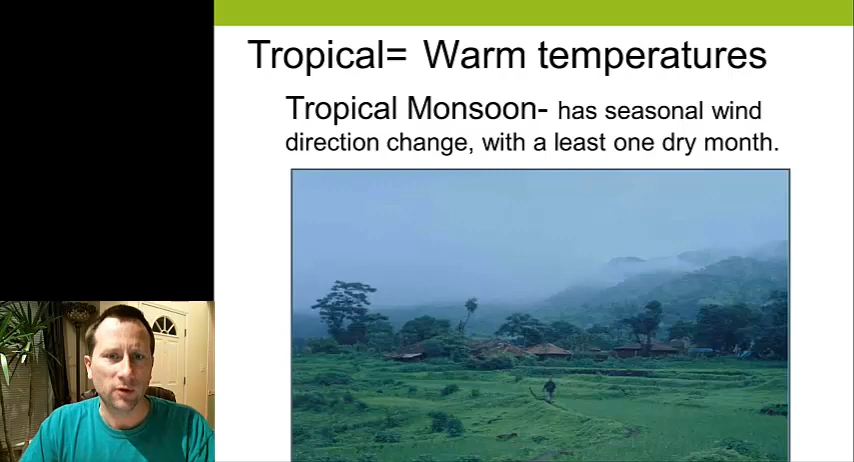 Tropical= Warm temperatures
Tropical Monsoon- has seasonal wind
direction change, with a least one dry month.